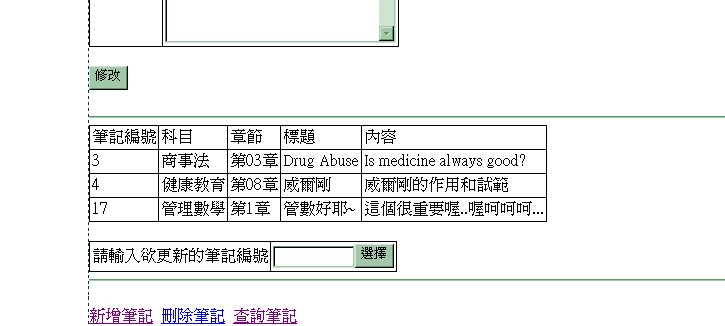 修改
筆記編號 科目 章節 標題 內容
3 商事法 第03章 Drug Abuse Is medicine always good?
4 健康教育 第08章 威爾剛 威爾剛的作用和試範
17 管理數學 第1章 管數好耶~ 這個很重要喔..喔呵呵呵...
請輸入欲更新的筆記編號 選擇
新增筆記 刪除筆記 查詢筆記